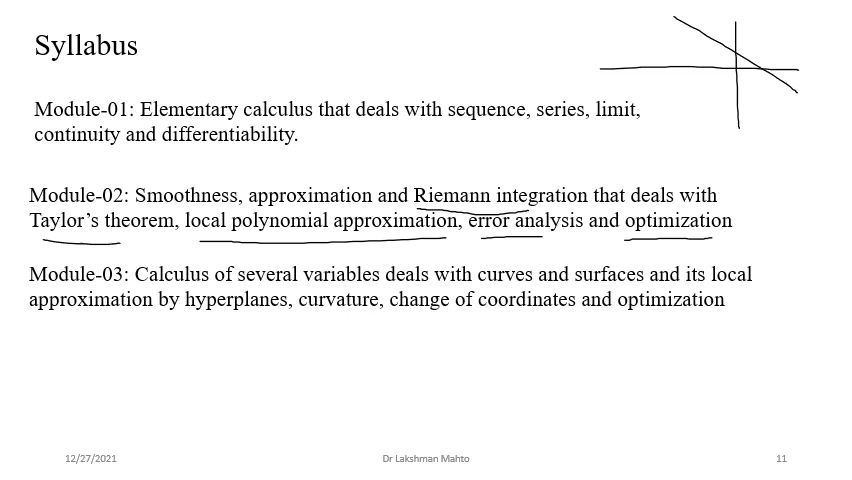 Syllabus
Module-01: Elementary calculus that deals with sequence, series, limit,
continuity and differentiability.
Module-02: Smoothness, approximation and Riemann integration that deals with
Taylor’s theorem, local polynomial approximation, error analysis and optimization
Module-03: Calculus of several variables deals with curves and surfaces and its local
approximation by hyperplanes, curvature, change of coordinates and optimization
12/27/2021 Dr Lakshman Mahto 11